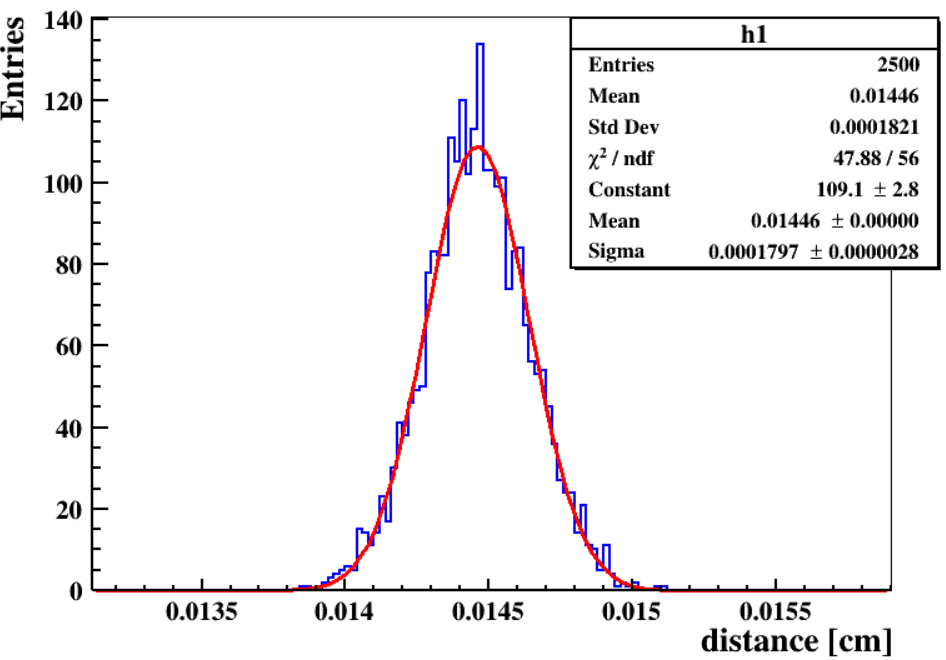 Entries
140
120
100
80
60
40
20
0
0.0135 0.014 0.0145 0.015 0.0155
distance [cm]
h1
Entries 2500
Mean 0.01446
Std Dev 0.0001821
χ² / ndf 47.88 / 56
Constant 109.1 ± 2.8
Mean 0.01446 ± 0.00000
Sigma 0.0001797 ± 0.0000028